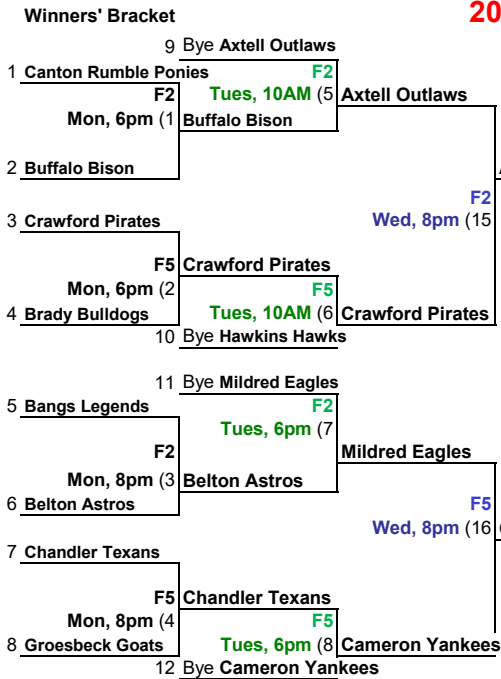 Winners' Bracket 20
9 Bye Axtell Outlaws
1 Canton Rumble Ponies F2
F2 Tues, 10AM (5 Axtell Outlaws
Mon, 6pm (1 Buffalo Bison
2 Buffalo Bison
F2
3 Crawford Pirates Wed, 8pm (15
F5 Crawford Pirates
Mon, 6pm (2 F5
4 Brady Bulldogs Tues, 10AM (6 Crawford Pirates
10 Bye Hawkins Hawks
11 Bye Mildred Eagles
5 Bangs Legends F2
Tues, 6pm (7
F2 Mildred Eagles
Mon, 8pm (3 Belton Astros
6 Belton Astros F5
Wed, 8pm (16
7 Chandler Texans
F5 Chandler Texans
Mon, 8pm (4 F5
8 Groesbeck Goats Tues, 6pm (8 Cameron Yankees
12 Bye Cameron Yankees